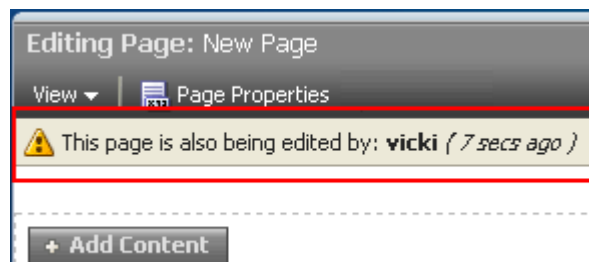 Editing Page: New Page
View Page Properties
This page is also being edited by: vicki ( 7 secs ago )
+ Add Content